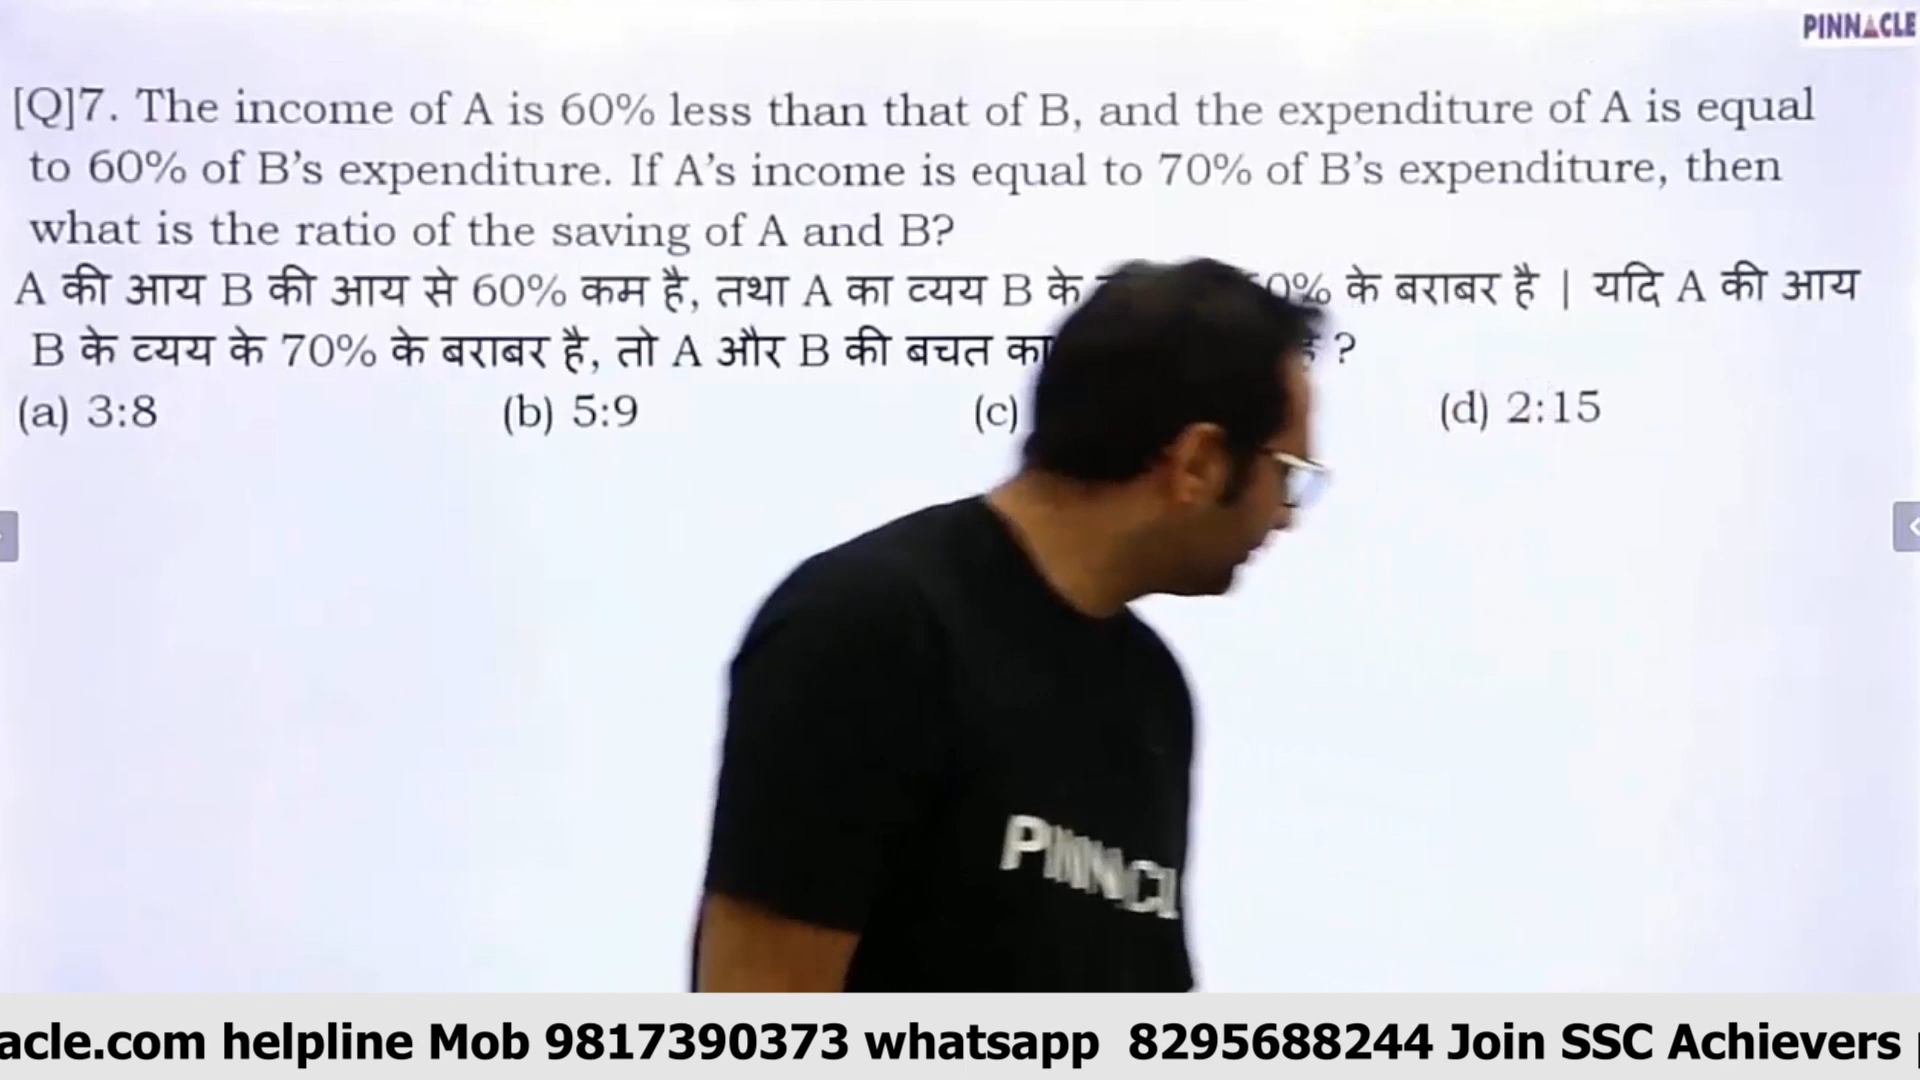 PINNACLE
[Q]7. The income of A is 60% less than that of B, and the expenditure of A is equal
to 60% of B’s expenditure. If A’s income is equal to 70% of B’s expenditure, then
what is the ratio of the saving of A and B?
A की आय B की आय से 60% कम है, तथा A का व्यय B के 0% के बराबर है | यदि A की आय
B के व्यय के 70% के बराबर है, तो A और B की बचत का ?
(a) 3:8 (b) 5:9 (c) (d) 2:15
PINNACL
acle.com helpline Mob 9817390373 whatsapp 8295688244 Join SSC Achievers